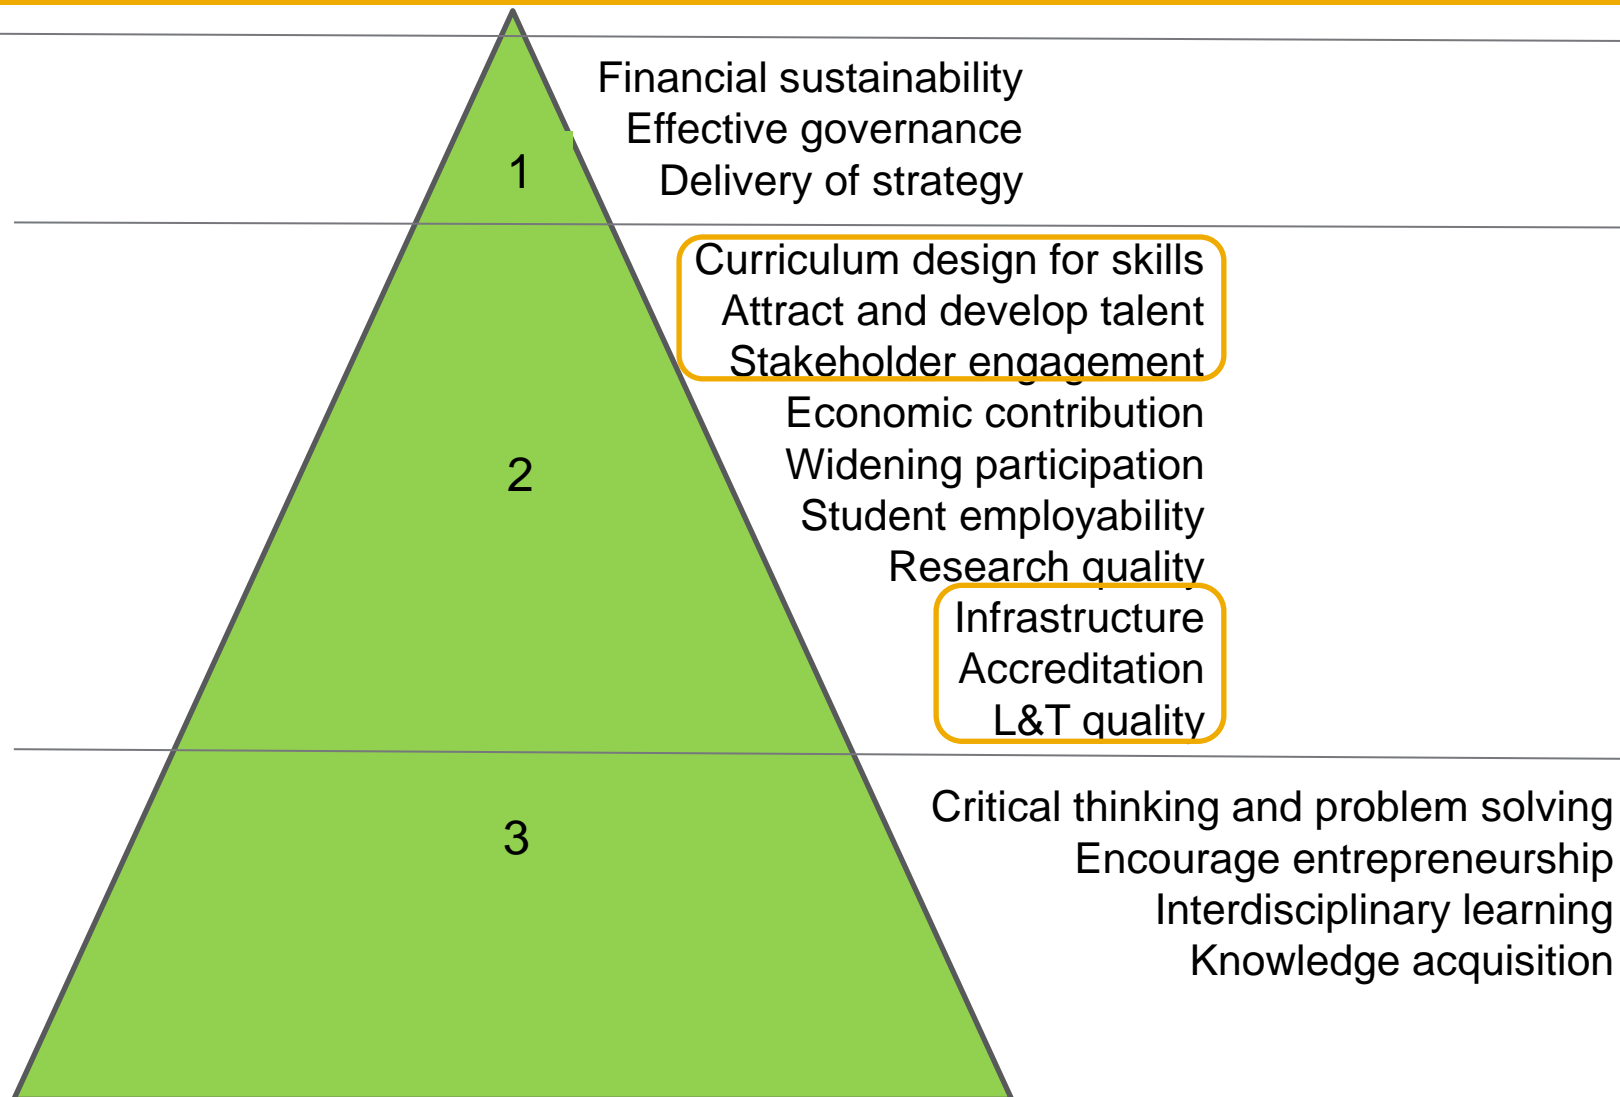 Financial sustainability
Effective governance
Delivery of strategy
1
Curriculum design for skills
Attract and develop talent
Stakeholder engagement
Economic contribution
Widening participation
2
Student employability
Research quality
Infrastructure
Accreditation
L&T quality
Critical thinking and problem solving
3
Encourage entrepreneurship
Interdisciplinary learning
Knowledge acquisition